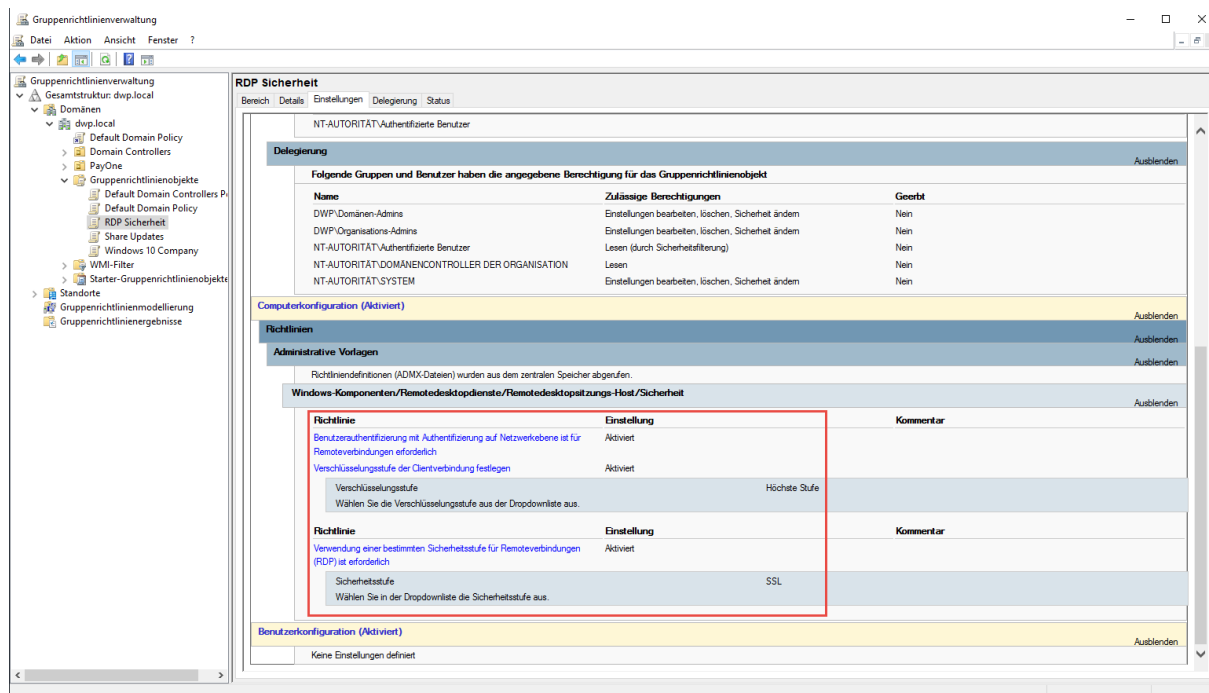 Gruppenrichtlinienverwaltung
Datei Aktion Ansicht Fenster ?
Gruppenrichtlinienverwaltung
Gesamtstruktur: dwp.local
Domänen
dwp.local
Default Domain Policy
Domain Controllers
PayOne
Gruppenrichtlinienobjekte
Default Domain Controllers P
Default Domain Policy
RDP Sicherheit
Share Updates
Windows 10 Company
WMI-Filter
Starter-Gruppenrichtlinienobjekte
Standorte
Gruppenrichtlinienmodellierung
Gruppenrichtlinienergebnisse
RDP Sicherheit
Bereich Details Einstellungen Delegierung Status
NT-AUTORITÄT\Authentifizierte Benutzer
Delegierung
Ausblenden
Folgende Gruppen und Benutzer haben die angegebene Berechtigung für das Gruppenrichtlinienobjekt
Name Zulässige Berechtigungen Geerbt
DWP\Domänen-Admins Einstellungen bearbeiten, löschen, Sicherheit ändern Nein
DWP\Organisations-Admins Einstellungen bearbeiten, löschen, Sicherheit ändern Nein
NT-AUTORITÄT\Authentifizierte Benutzer Lesen (durch Sicherheitsfilterung) Nein
NT-AUTORITÄT\DOMÄNENCONTROLLER DER ORGANISATION Lesen Nein
NT-AUTORITÄT\SYSTEM Einstellungen bearbeiten, löschen, Sicherheit ändern Nein
Computerkonfiguration (Aktiviert)
Ausblenden
Richtlinien
Ausblenden
Administrative Vorlagen
Ausblenden
Richtliniendefinitionen (ADMX-Dateien) wurden aus dem zentralen Speicher abgerufen.
Windows-Komponenten/Remotedesktopdienste/Remotedesktopsitzungs-Host/Sicherheit
Ausblenden
Richtlinie Einstellung Kommentar
Benutzerauthentifizierung mit Authentifizierung auf Netzwerkebene ist für Aktiviert
Remoteverbindungen erforderlich
Verschlüsselungsstufe der Clientverbindung festlegen Aktiviert
Verschlüsselungsstufe Höchste Stufe
Wählen Sie die Verschlüsselungsstufe aus der Dropdownliste aus.
Richtlinie Einstellung Kommentar
Verwendung einer bestimmten Sicherheitsstufe für Remoteverbindungen Aktiviert
(RDP) ist erforderlich
Sicherheitsstufe SSL
Wählen Sie in der Dropdownliste die Sicherheitsstufe aus.
Benutzerkonfiguration (Aktiviert)
Ausblenden
Keine Einstellungen definiert